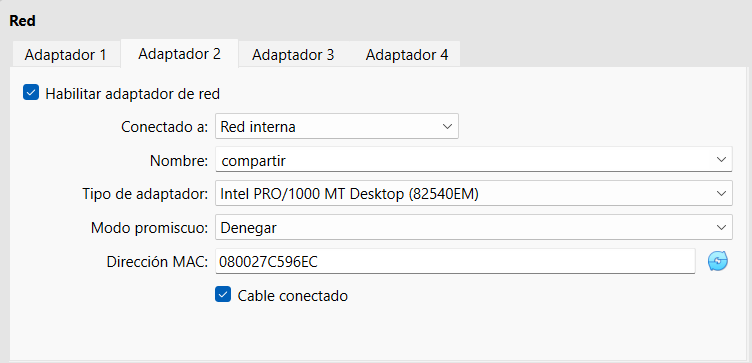 Red
Adaptador 1 Adaptador 2 Adaptador 3 Adaptador 4
Habilitar adaptador de red
Conectado a: Red interna
Nombre: compartir
Tipo de adaptador: Intel PRO/1000 MT Desktop (82540EM)
Modo promiscuo: Denegar
Dirección MAC: 080027C596EC
Cable conectado